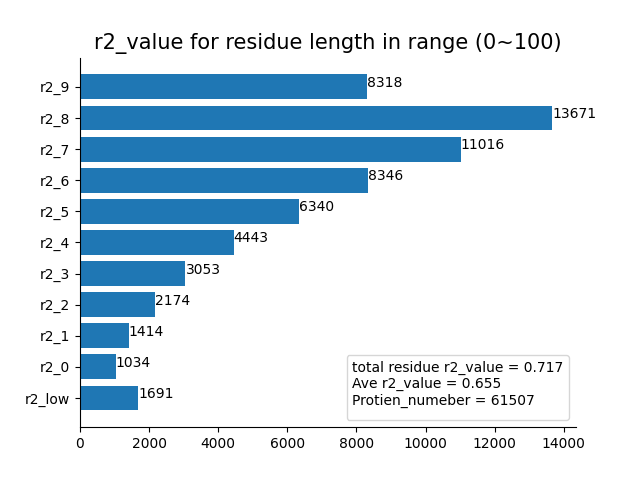 r2_value for residue length in range (0~100)
r2_9 8318
r2_8 13671
r2_7 11016
r2_6 8346
r2_5 6340
r2_4 4443
r2_3 3053
r2_2 2174
r2_1 1414
r2_0 1034
r2_low 1691
total residue r2_value = 0.717
Ave r2_value = 0.655
Protien_numeber = 61507
0 2000 4000 6000 8000 10000 12000 14000